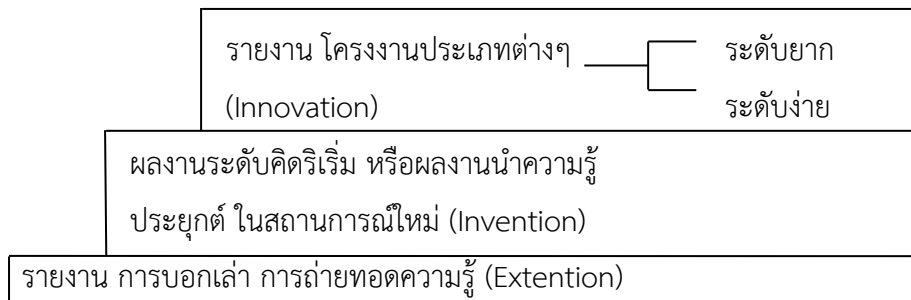 รายงาน โครงงานประเภทต่างๆ ระดับยาก
(Innovation) ระดับง่าย
ผลงานระดับคิดริเริ่ม หรือผลงานนำความรู้
ประยุกต์ ในสถานการณ์ใหม่ (Invention)
รายงาน การบอกเล่า การถ่ายทอดความรู้ (Extention)